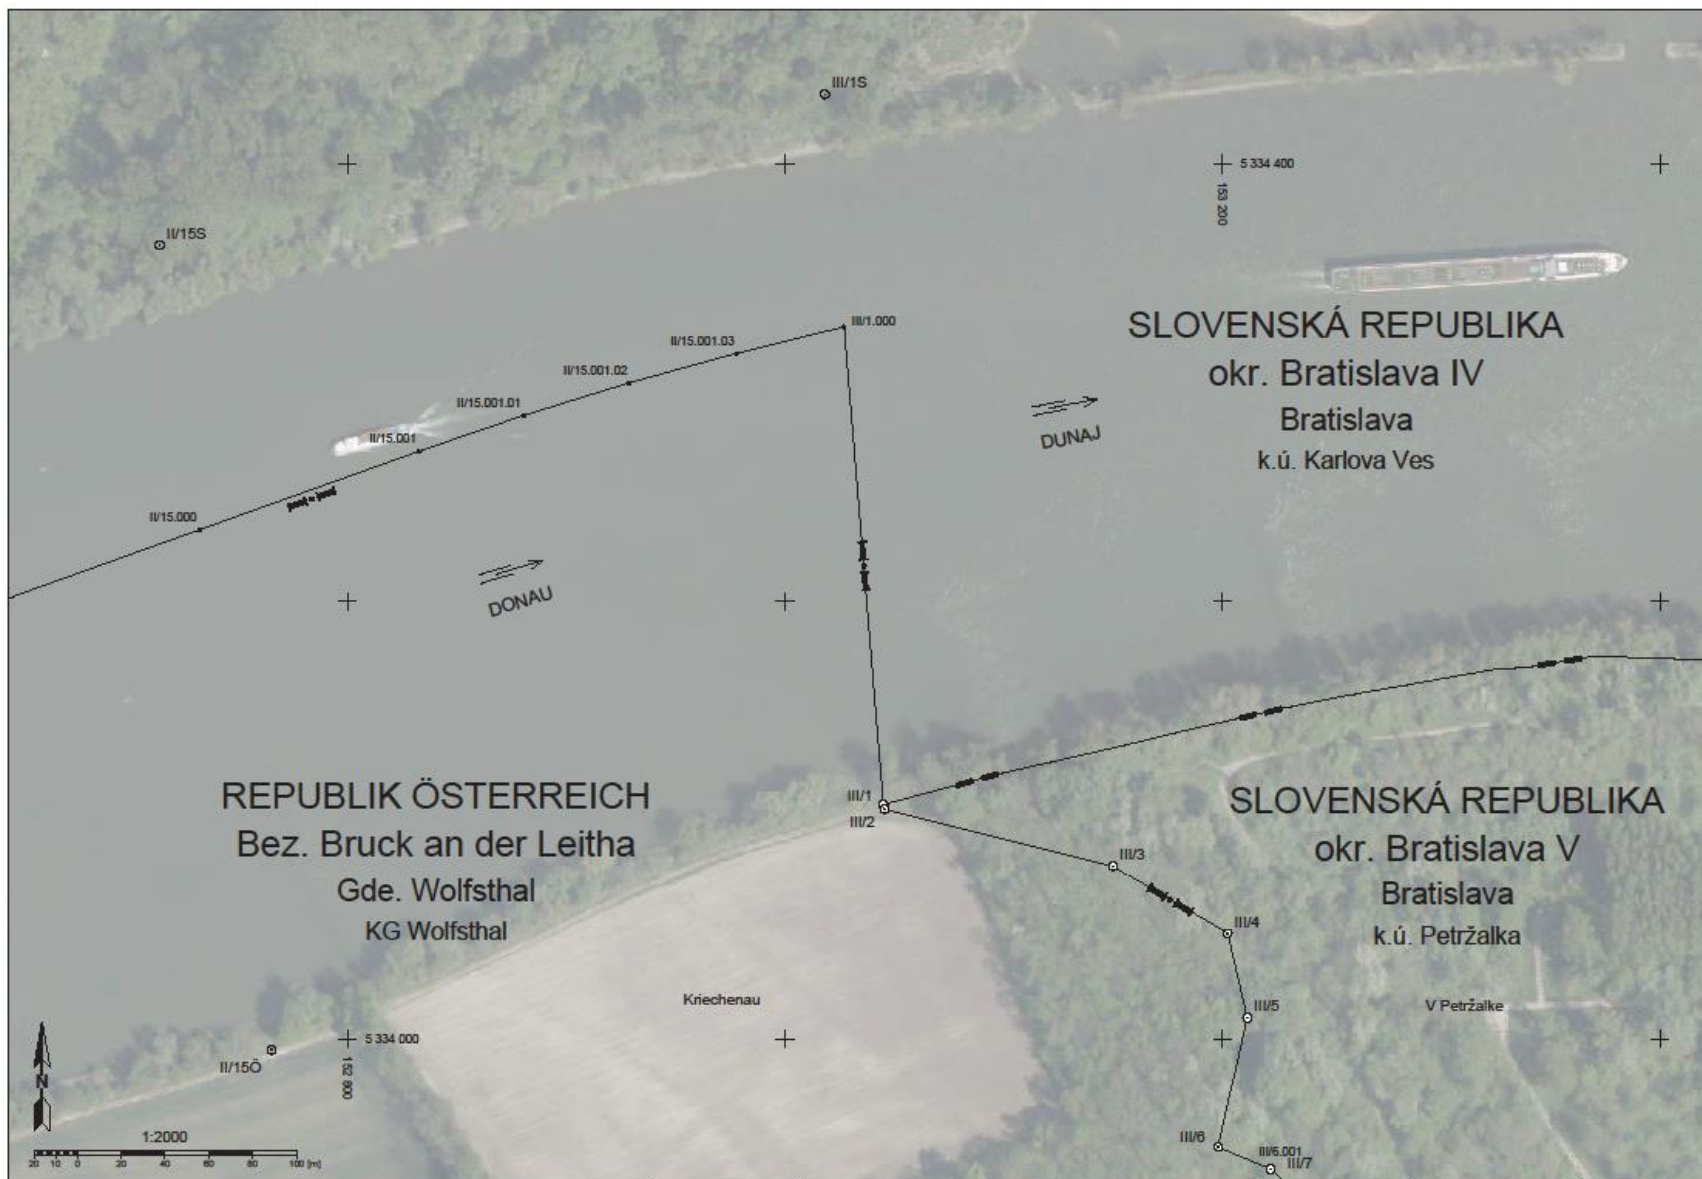 III/1S
5 334 400
153 200
II/15S
III/1.000
II/15.001.03
II/15.001.02
II/15.001.01
II/15.001
II/15.000
SLOVENSKÁ REPUBLIKA
okr. Bratislava IV
Bratislava
k.ú. Karlova Ves
DUNAJ
DONAU
REPUBLIK ÖSTERREICH
Bez. Bruck an der Leitha
Gde. Wolfsthal
KG Wolfsthal
III/1
III/2
III/3
III/4
III/5
SLOVENSKÁ REPUBLIKA
okr. Bratislava V
Bratislava
k.ú. Petržalka
Kriechenau
V Petržalke
5 334 000
152 800
II/15Ö
N
1:2000
20 10 0 20 40 60 80 100 [m]
III/6
III/6.001
III/7